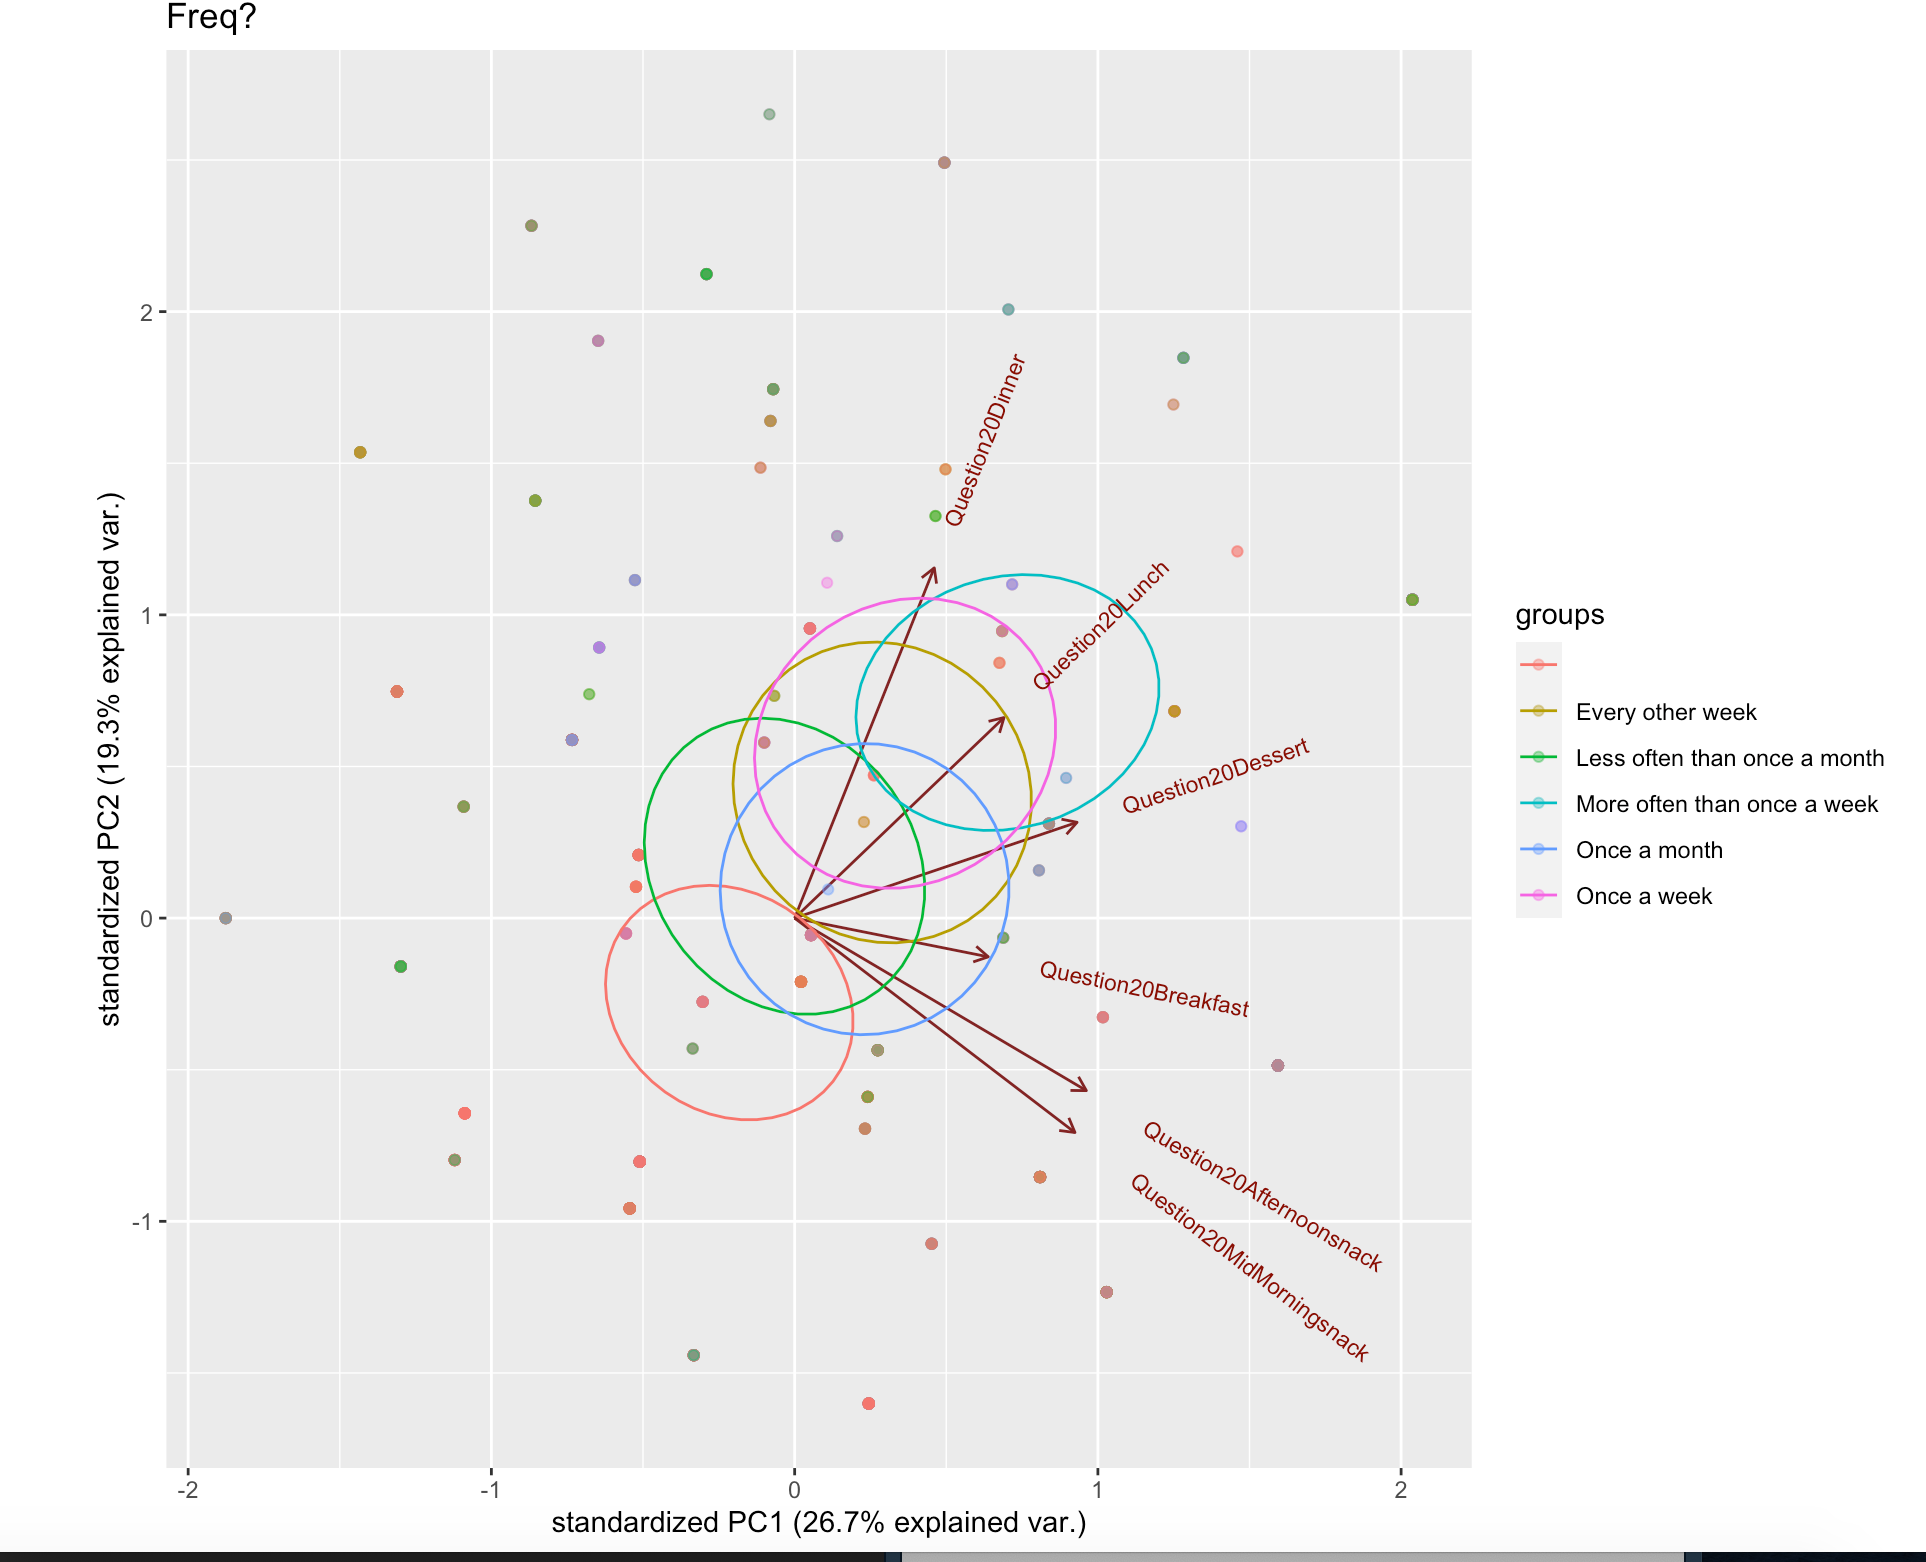 Freq?
standardized PC2 (19.3% explained var.)
2
1
0
-1
Question20Dinner
Question20Lunch
Question20Dessert
Question20Breakfast
Question20Afternoonsnack
Question20MidMorningsnack
-2
-1
0
1
2
standardized PC1 (26.7% explained var.)
groups
Every other week
Less often than once a month
More often than once a week
Once a month
Once a week